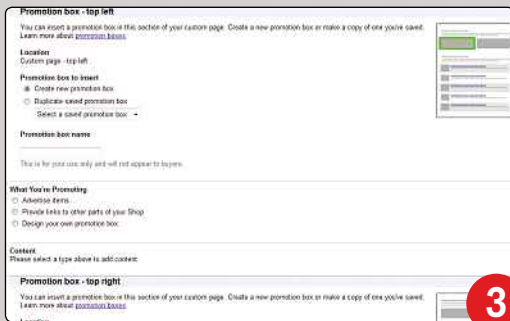 Promotion box - top left
You can insert a promotion box in this section of your custom page. Create a new promotion box or make a copy of one you've saved.
Learn more about promotion boxes
Location
Custom page - top left
Promotion box to insert
Create new promotion box
Duplicate saved promotion box
Select a saved promotion box
Promotion box name
This is for your use only and will not appear to buyers.
What You're Promoting
Advertise items
Provide links to other parts of your Shop
Design your own promotion box
Content
Please select a type above to add content.
Promotion box - top right
You can insert a promotion box in this section of your custom page. Create a new promotion box or make a copy of one you've saved.
Learn more about promotion boxes
Location
3